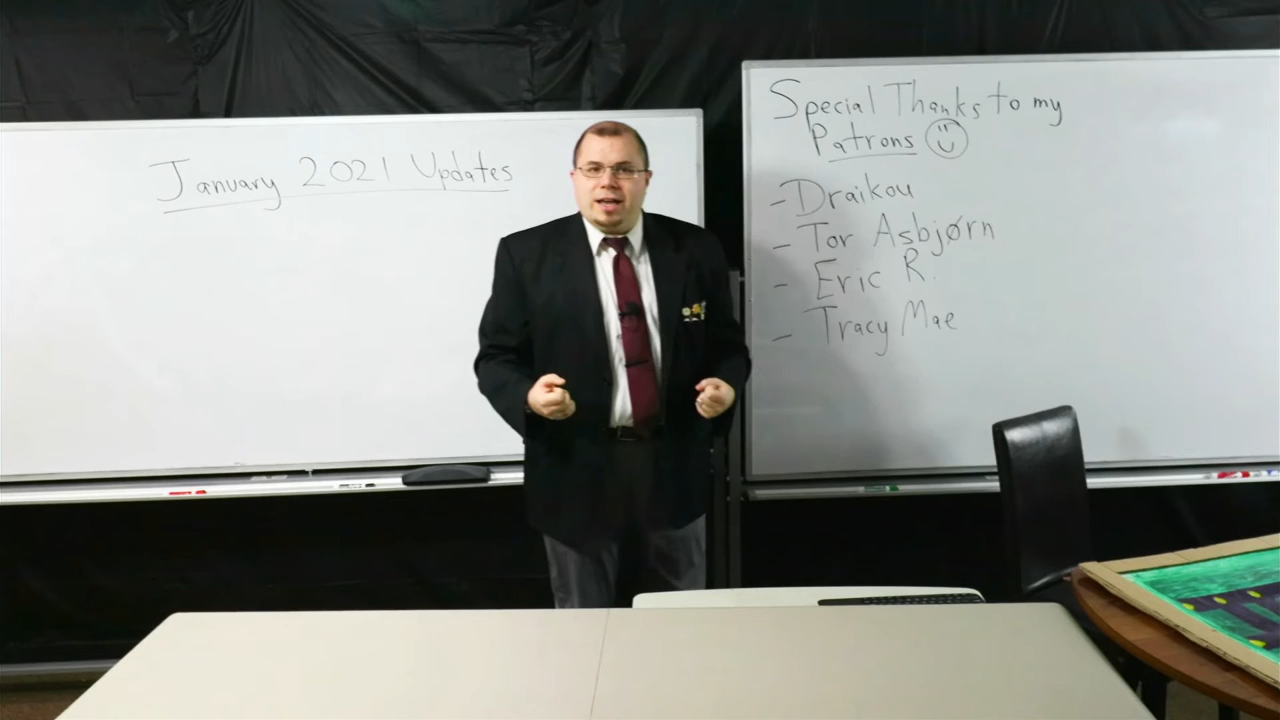 January 2021 Updates
Special Thanks to my
Patrons
- Draikou
- Tor Asbjørn
- Eric R.
- Tracy Mae